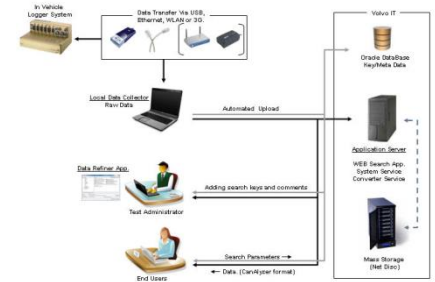 In Vehicle
Logger System
Data Transfer Via USB,
Ethernet, WLAN or 3G.
Volvo IT
Oracle DataBase
Key/Meta Data
Local Data Collector
Raw Data
Automated Upload
Application Server
WEB Search App.
System Service
Converter Service
Data Refiner App.
Adding search keys and comments
Test Administrator
Mass Storage
(Net Disc)
Search Parameters →
← Data. (CanAlyzer format)
End Users